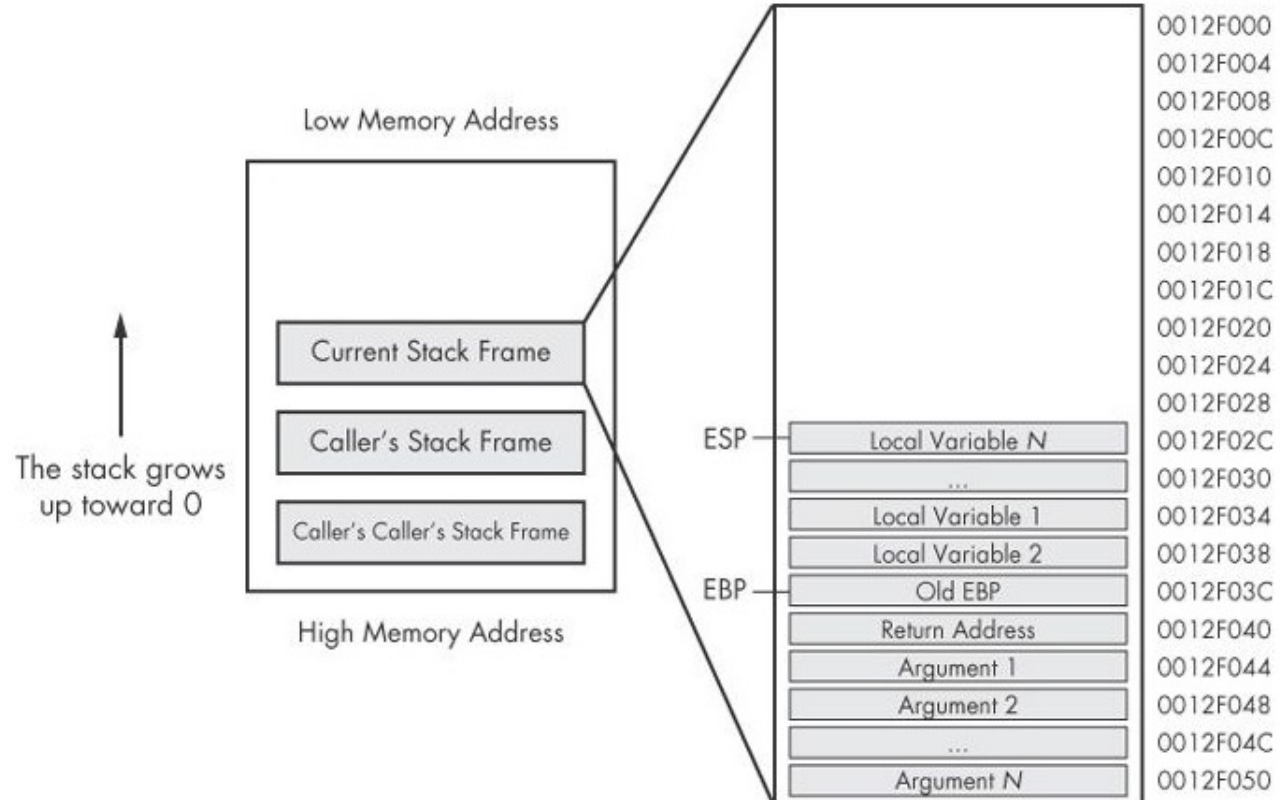 Low Memory Address
Current Stack Frame
Caller's Stack Frame
Caller's Caller's Stack Frame
High Memory Address
The stack grows
up toward 0
0012F000
0012F004
0012F008
0012F00C
0012F010
0012F014
0012F018
0012F01C
0012F020
0012F024
0012F028
ESP Local Variable N 0012F02C
... 0012F030
Local Variable 1 0012F034
Local Variable 2 0012F038
EBP Old EBP 0012F03C
Return Address 0012F040
Argument 1 0012F044
Argument 2 0012F048
... 0012F04C
Argument N 0012F050